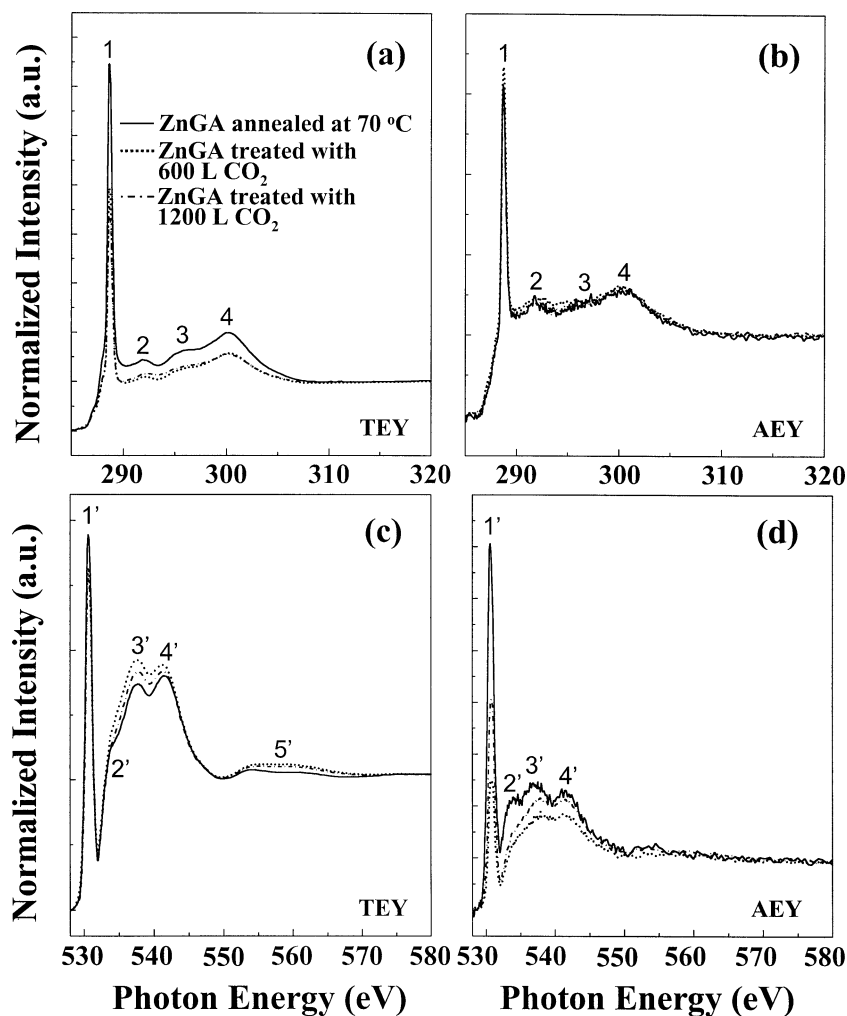 Normalized Intensity (a.u.)
(a)
1
ZnGA annealed at 70 °C
ZnGA treated with
600 L CO₂
ZnGA treated with
1200 L CO₂
2
3
4
TEY
290
300
310
320
(b)
1
2
3
4
AEY
290
300
310
320
Normalized Intensity (a.u.)
(c)
1’
2’
3’
4’
5’
TEY
530
540
550
560
570
580
Photon Energy (eV)
(d)
1’
2’
3’
4’
AEY
530
540
550
560
570
580
Photon Energy (eV)